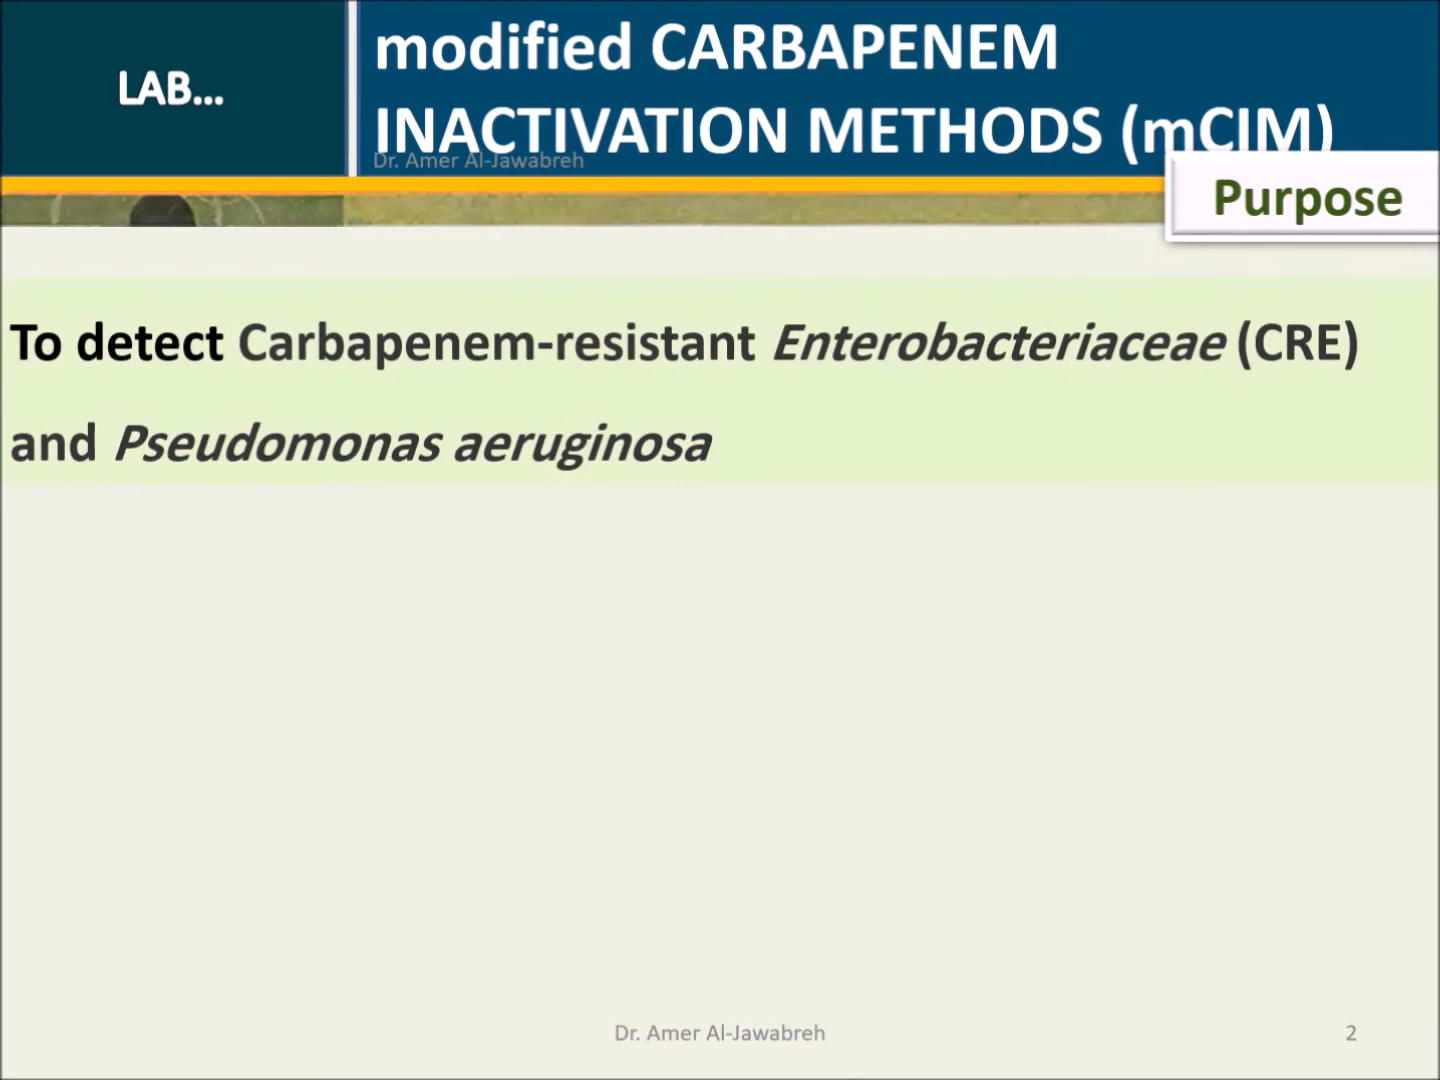 LAB...
modified CARBAPENEM
INACTIVATION METHODS (mCIM)
Dr. Amer Al-Jawabreh
Purpose
To detect Carbapenem-resistant Enterobacteriaceae (CRE)
and Pseudomonas aeruginosa
Dr. Amer Al-Jawabreh
2